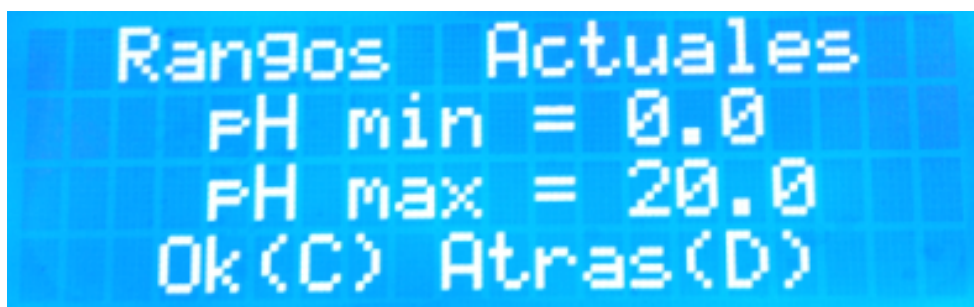 Rangos Actuales
pH min = 0.0
pH max = 20.0
Ok(C) Atras(D)